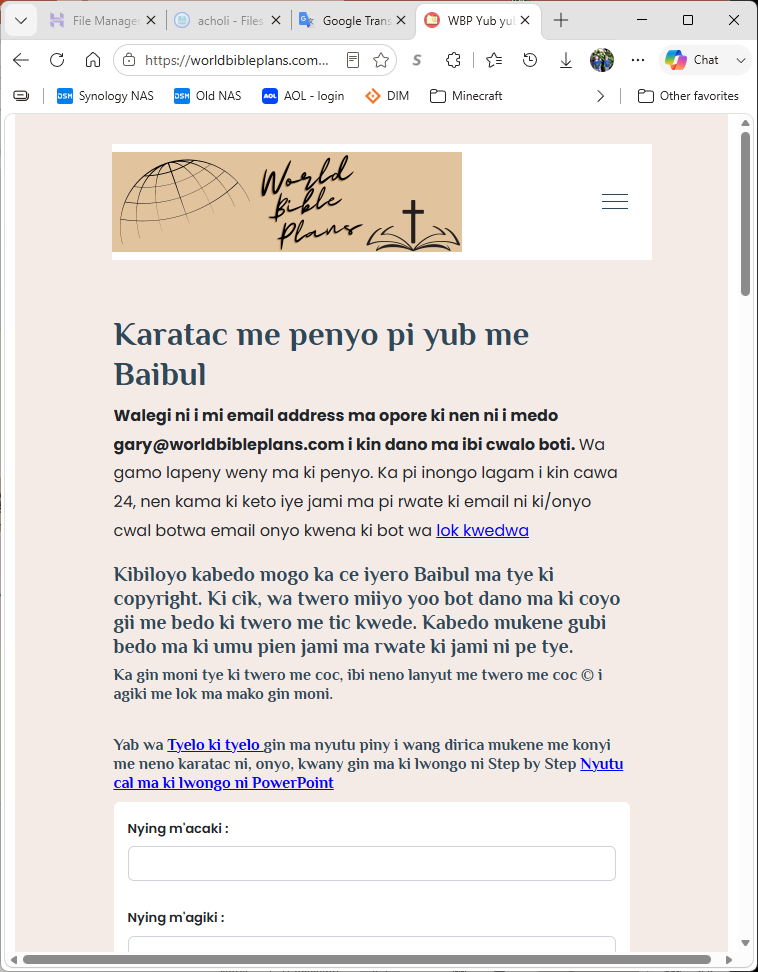 File Manager
acholi - Files
Google Trans
WBP Yub yub
https://worldbibleplans.com...
Chat
Synology NAS
Old NAS
AOL - login
DIM
Minecraft
Other favorites
World
Bible
Plans
Karatac me penyo pi yub me
Baibul
Walegi ni i mi email address ma opore ki nen ni i medo
gary@worldbibleplans.com i kin dano ma ibi cwalo boti. Wa
gamo lapeny weny ma ki penyo. Ka pi inongo lagam i kin cawa
24, nen kama ki keto iye jami ma pi rwate ki email ni ki/onyo
cwal botwa email onyo kwena ki bot wa lok kwedwa
Kibiloyo kabedo mogo ka ce iyero Baibul ma tye ki
copyright. Ki cik, wa twero miiyo yoo bot dano ma ki coyo
gii me bedo ki twero me tic kwede. Kabedo mukene gubi
bedo ma ki umu pien jami ma rwate ki jami ni pe tye.
Ka gin moni tye ki twero me coc, ibi neno lanyut me twero me coc © i
agiki me lok ma mako gin moni.
Yab wa Tyelo ki tyelo gin ma nyutu piny i wang dirica mukene me konyi
me neno karatac ni, onyo, kwany gin ma ki lwongo ni Step by Step Nyutu
cal ma ki lwongo ni PowerPoint
Nying m'acaki :
Nying m'agiki :